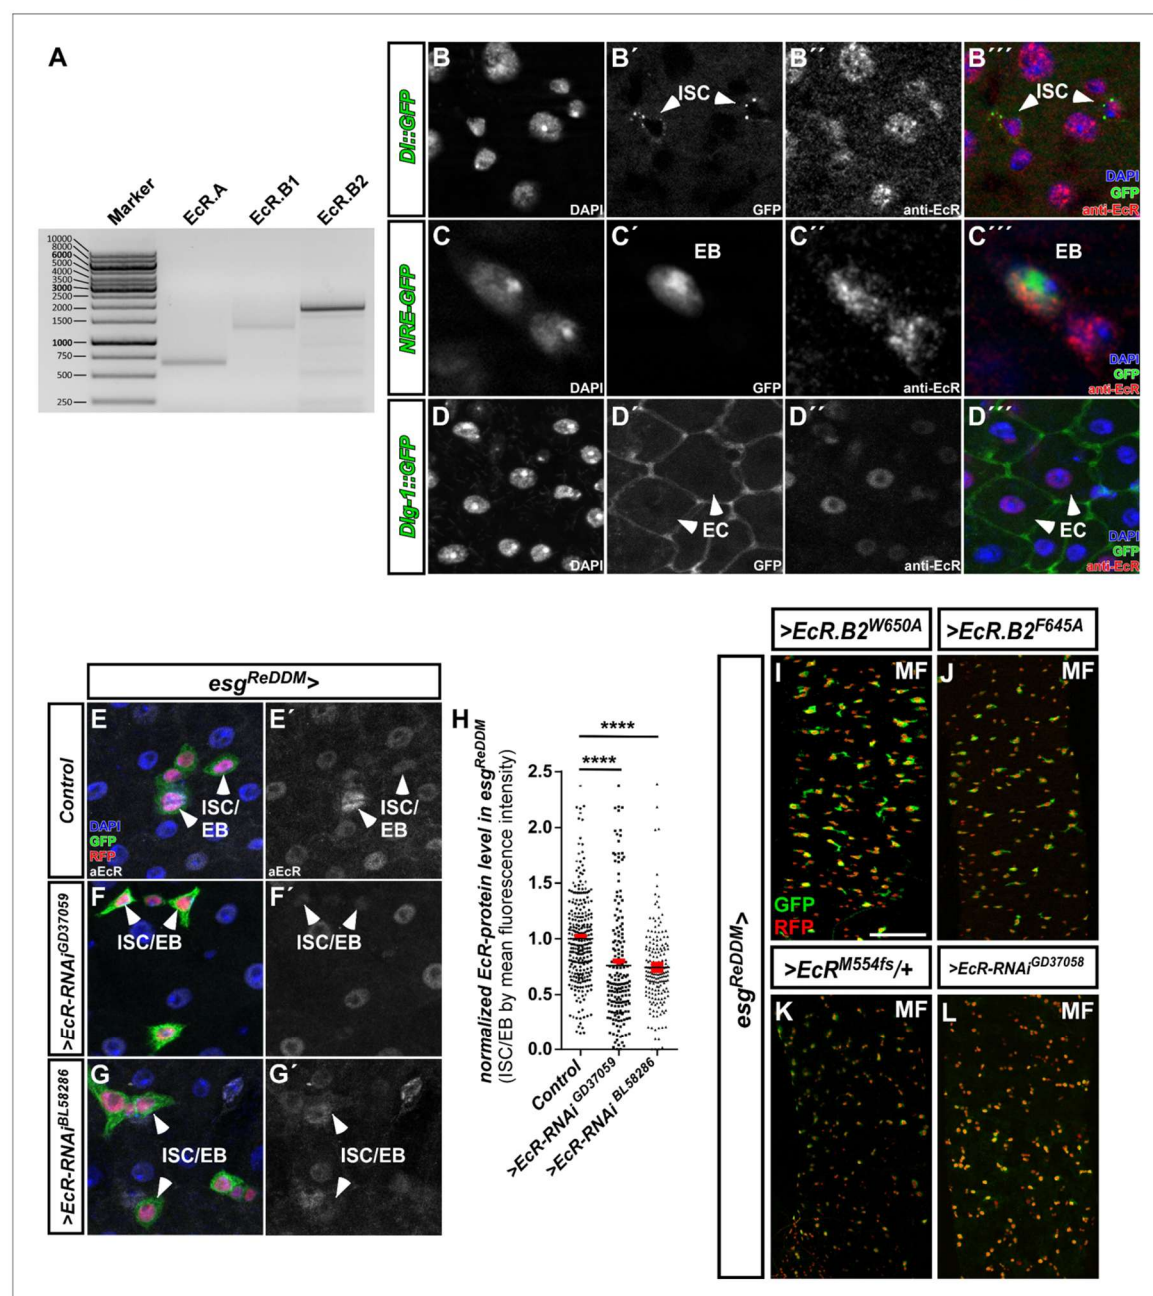 A
Marker
EcR.A
EcR.B1
EcR.B2
10000
8000
6000
5000
4000
3500
3000
2500
2000
1500
1000
750
500
250
Dl::GFP
B
DAPI
B´
ISC
GFP
B´´
anti-EcR
B´´´
ISC
DAPI
GFP
anti-EcR
NRE-GFP
C
DAPI
C´
EB
GFP
C´´
anti-EcR
C´´´
EB
DAPI
GFP
anti-EcR
Dlg-1::GFP
D
DAPI
D´
EC
GFP
D´´
anti-EcR
D´´´
EC
DAPI
GFP
anti-EcR
esgReDDM>
Control
E
ISC/
EB
DAPI
GFP
RFP
aEcR
E´
ISC/
EB
aEcR
>EcR-RNAiGD37059
F
ISC/EB
F´
ISC/EB
>EcR-RNAiBL58286
G
ISC/EB
G´
ISC/EB
H
normalized EcR-protein level in esgReDDM
(ISC/EB by mean fluorescence intensity)
****
****
2.5
2.0
1.5
1.0
0.5
0.0
Control
>EcR-RNAi GD37059
>EcR-RNAi BL58286
esgReDDM>
>EcR.B2W650A
>EcR.B2F645A
I
MF
GFP
RFP
J
MF
>EcRM554fs/+
>EcR-RNAiGD37058
K
MF
L
MF